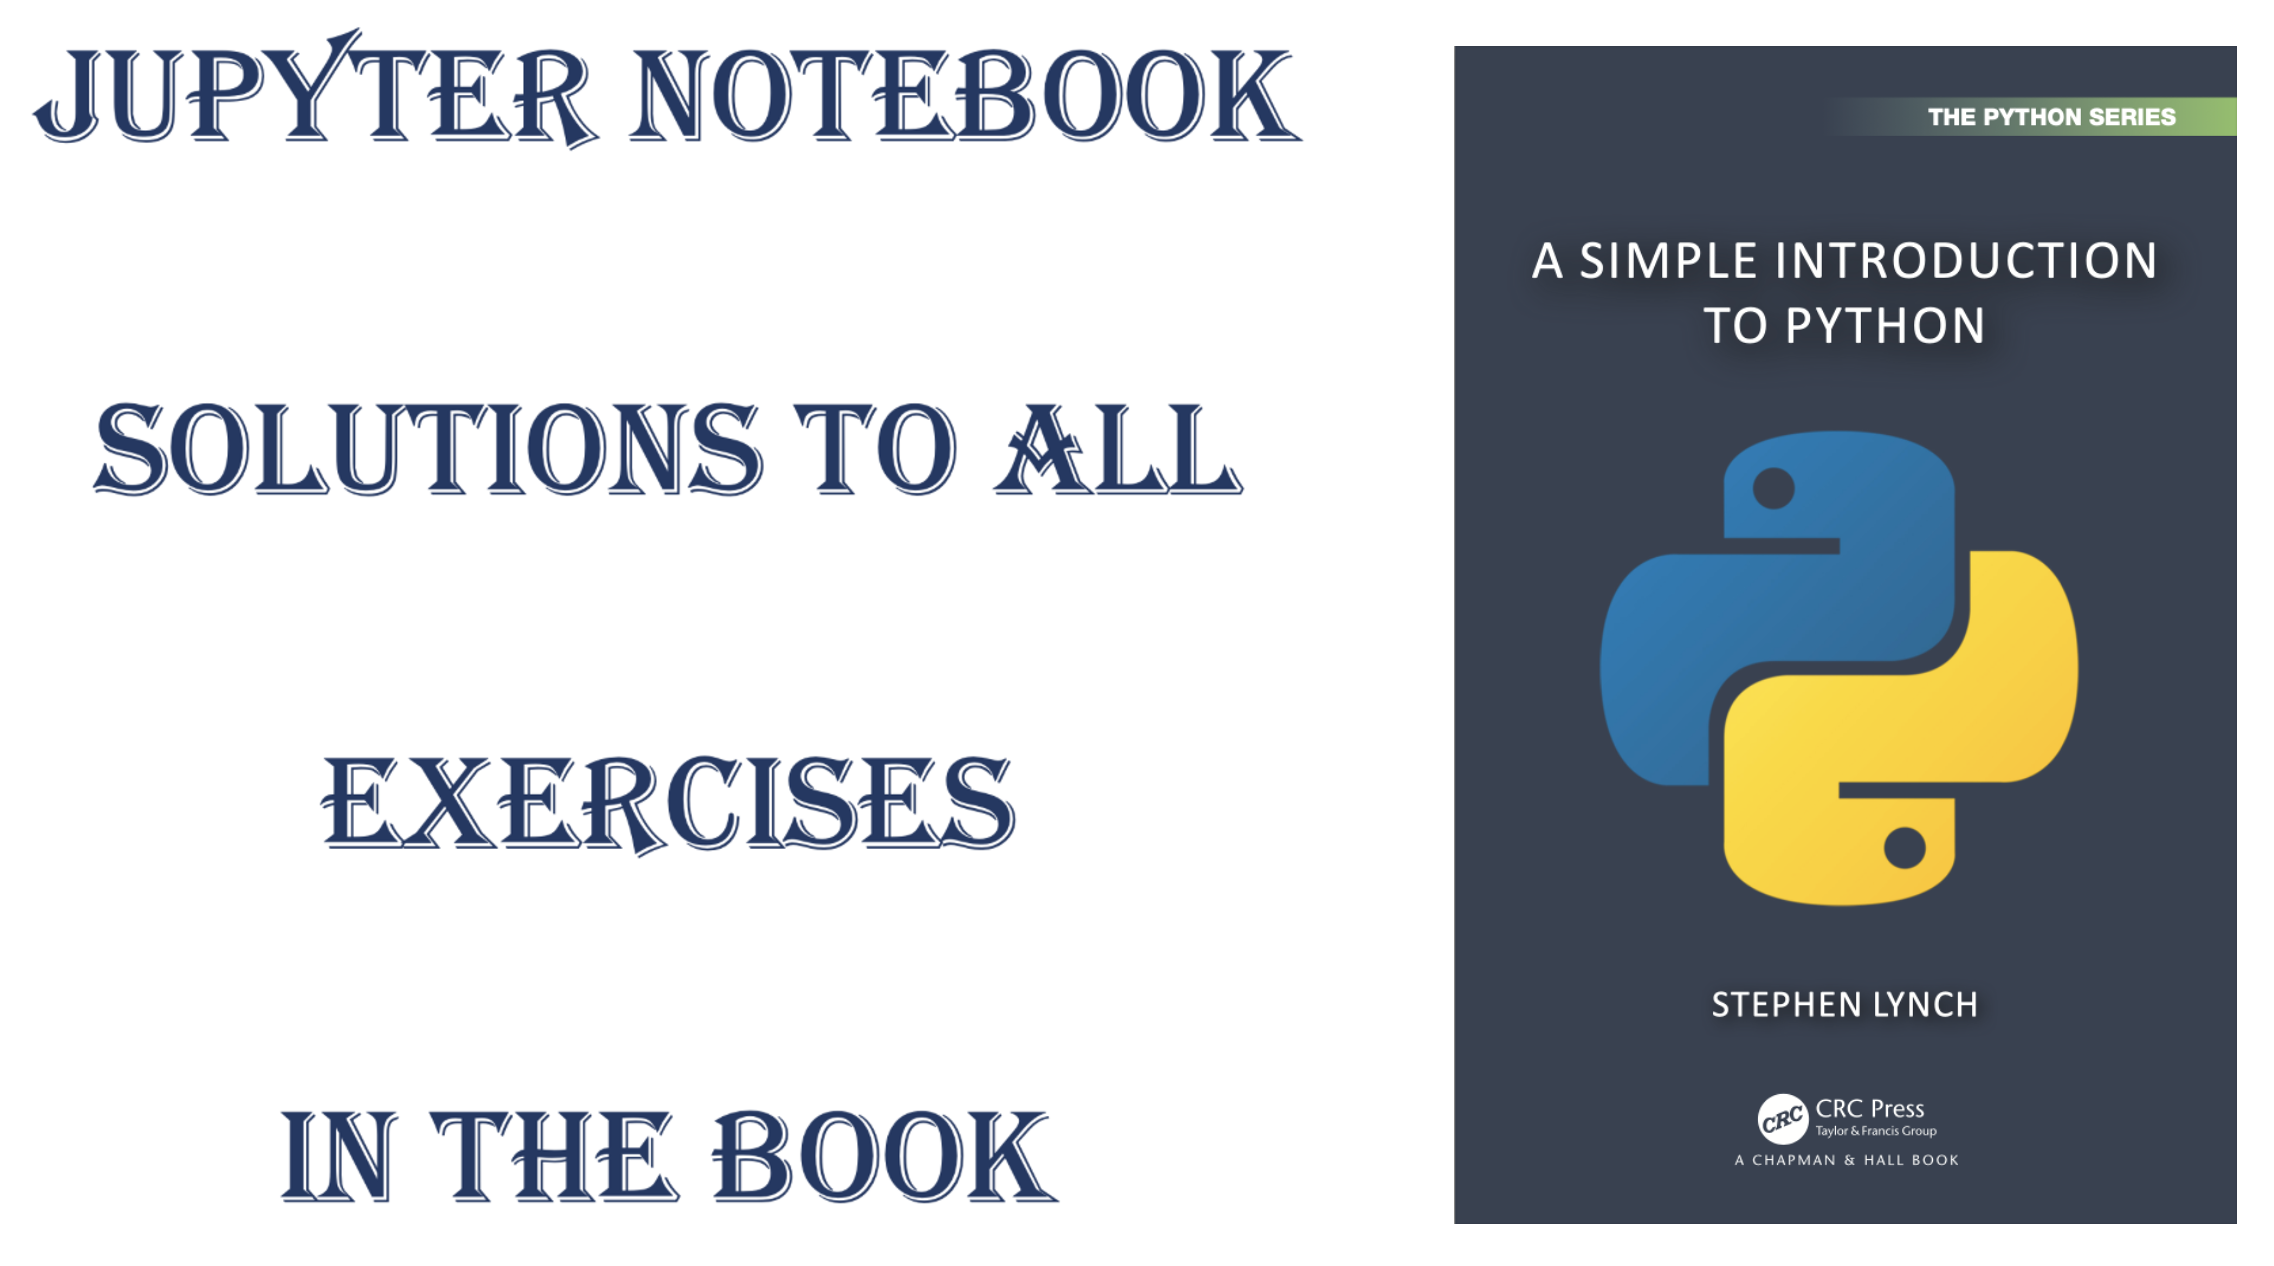 JUPYTER NOTEBOOK
SOLUTIONS TO ALL
EXERCISES
IN THE BOOK
THE PYTHON SERIES
A SIMPLE INTRODUCTION
TO PYTHON
STEPHEN LYNCH
CRC
CRC Press
Taylor & Francis Group
A CHAPMAN & HALL BOOK